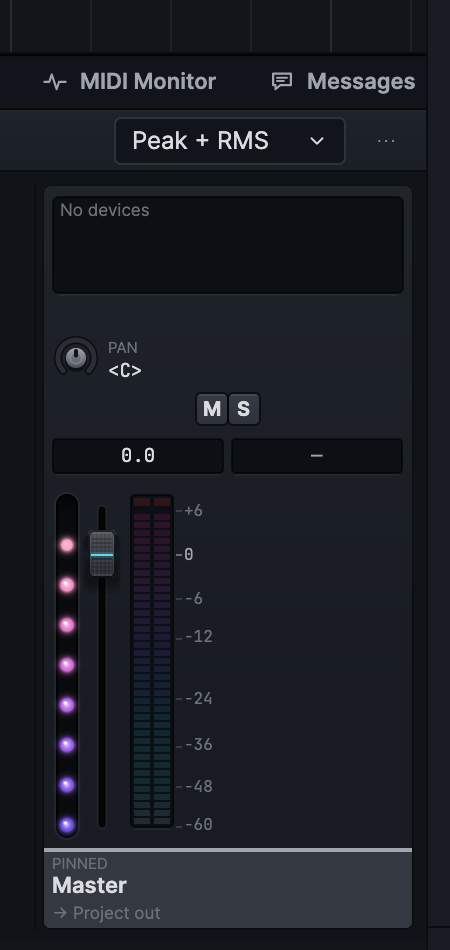 MIDI Monitor
Messages
Peak + RMS
...
No devices
PAN
<C>
M S
0.0
–
+6
-0
-6
-12
-24
-36
-48
-60
PINNED
Master
→ Project out